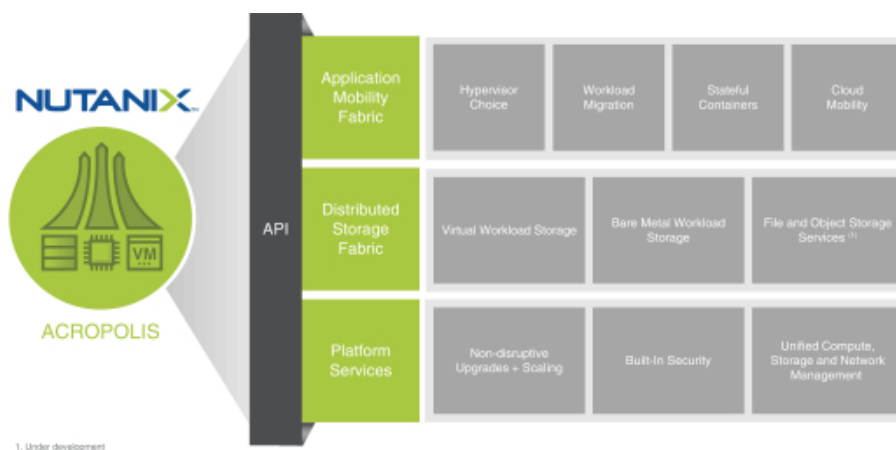 NUTANIX™
VM
ACROPOLIS
API
Application
Mobility
Fabric
Hypervisor
Choice
Workload
Migration
Stateful
Containers
Cloud
Mobility
Distributed
Storage
Fabric
Virtual Workload Storage
Bare Metal Workload
Storage
File and Object Storage
Services (1)
Platform
Services
Non-disruptive
Upgrades + Scaling
Built-In Security
Unified Compute,
Storage and Network
Management
1. Under development